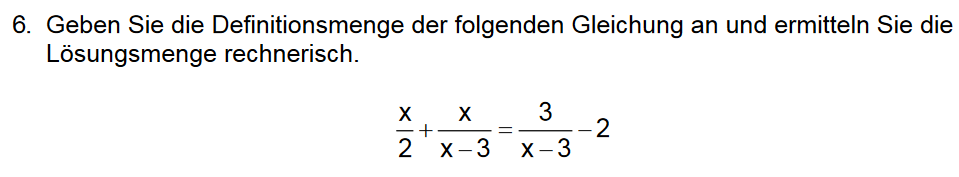 6. Geben Sie die Definitionsmenge der folgenden Gleichung an und ermitteln Sie die
Lösungsmenge rechnerisch.
x/2 + x/(x − 3) = 3/(x − 3) − 2